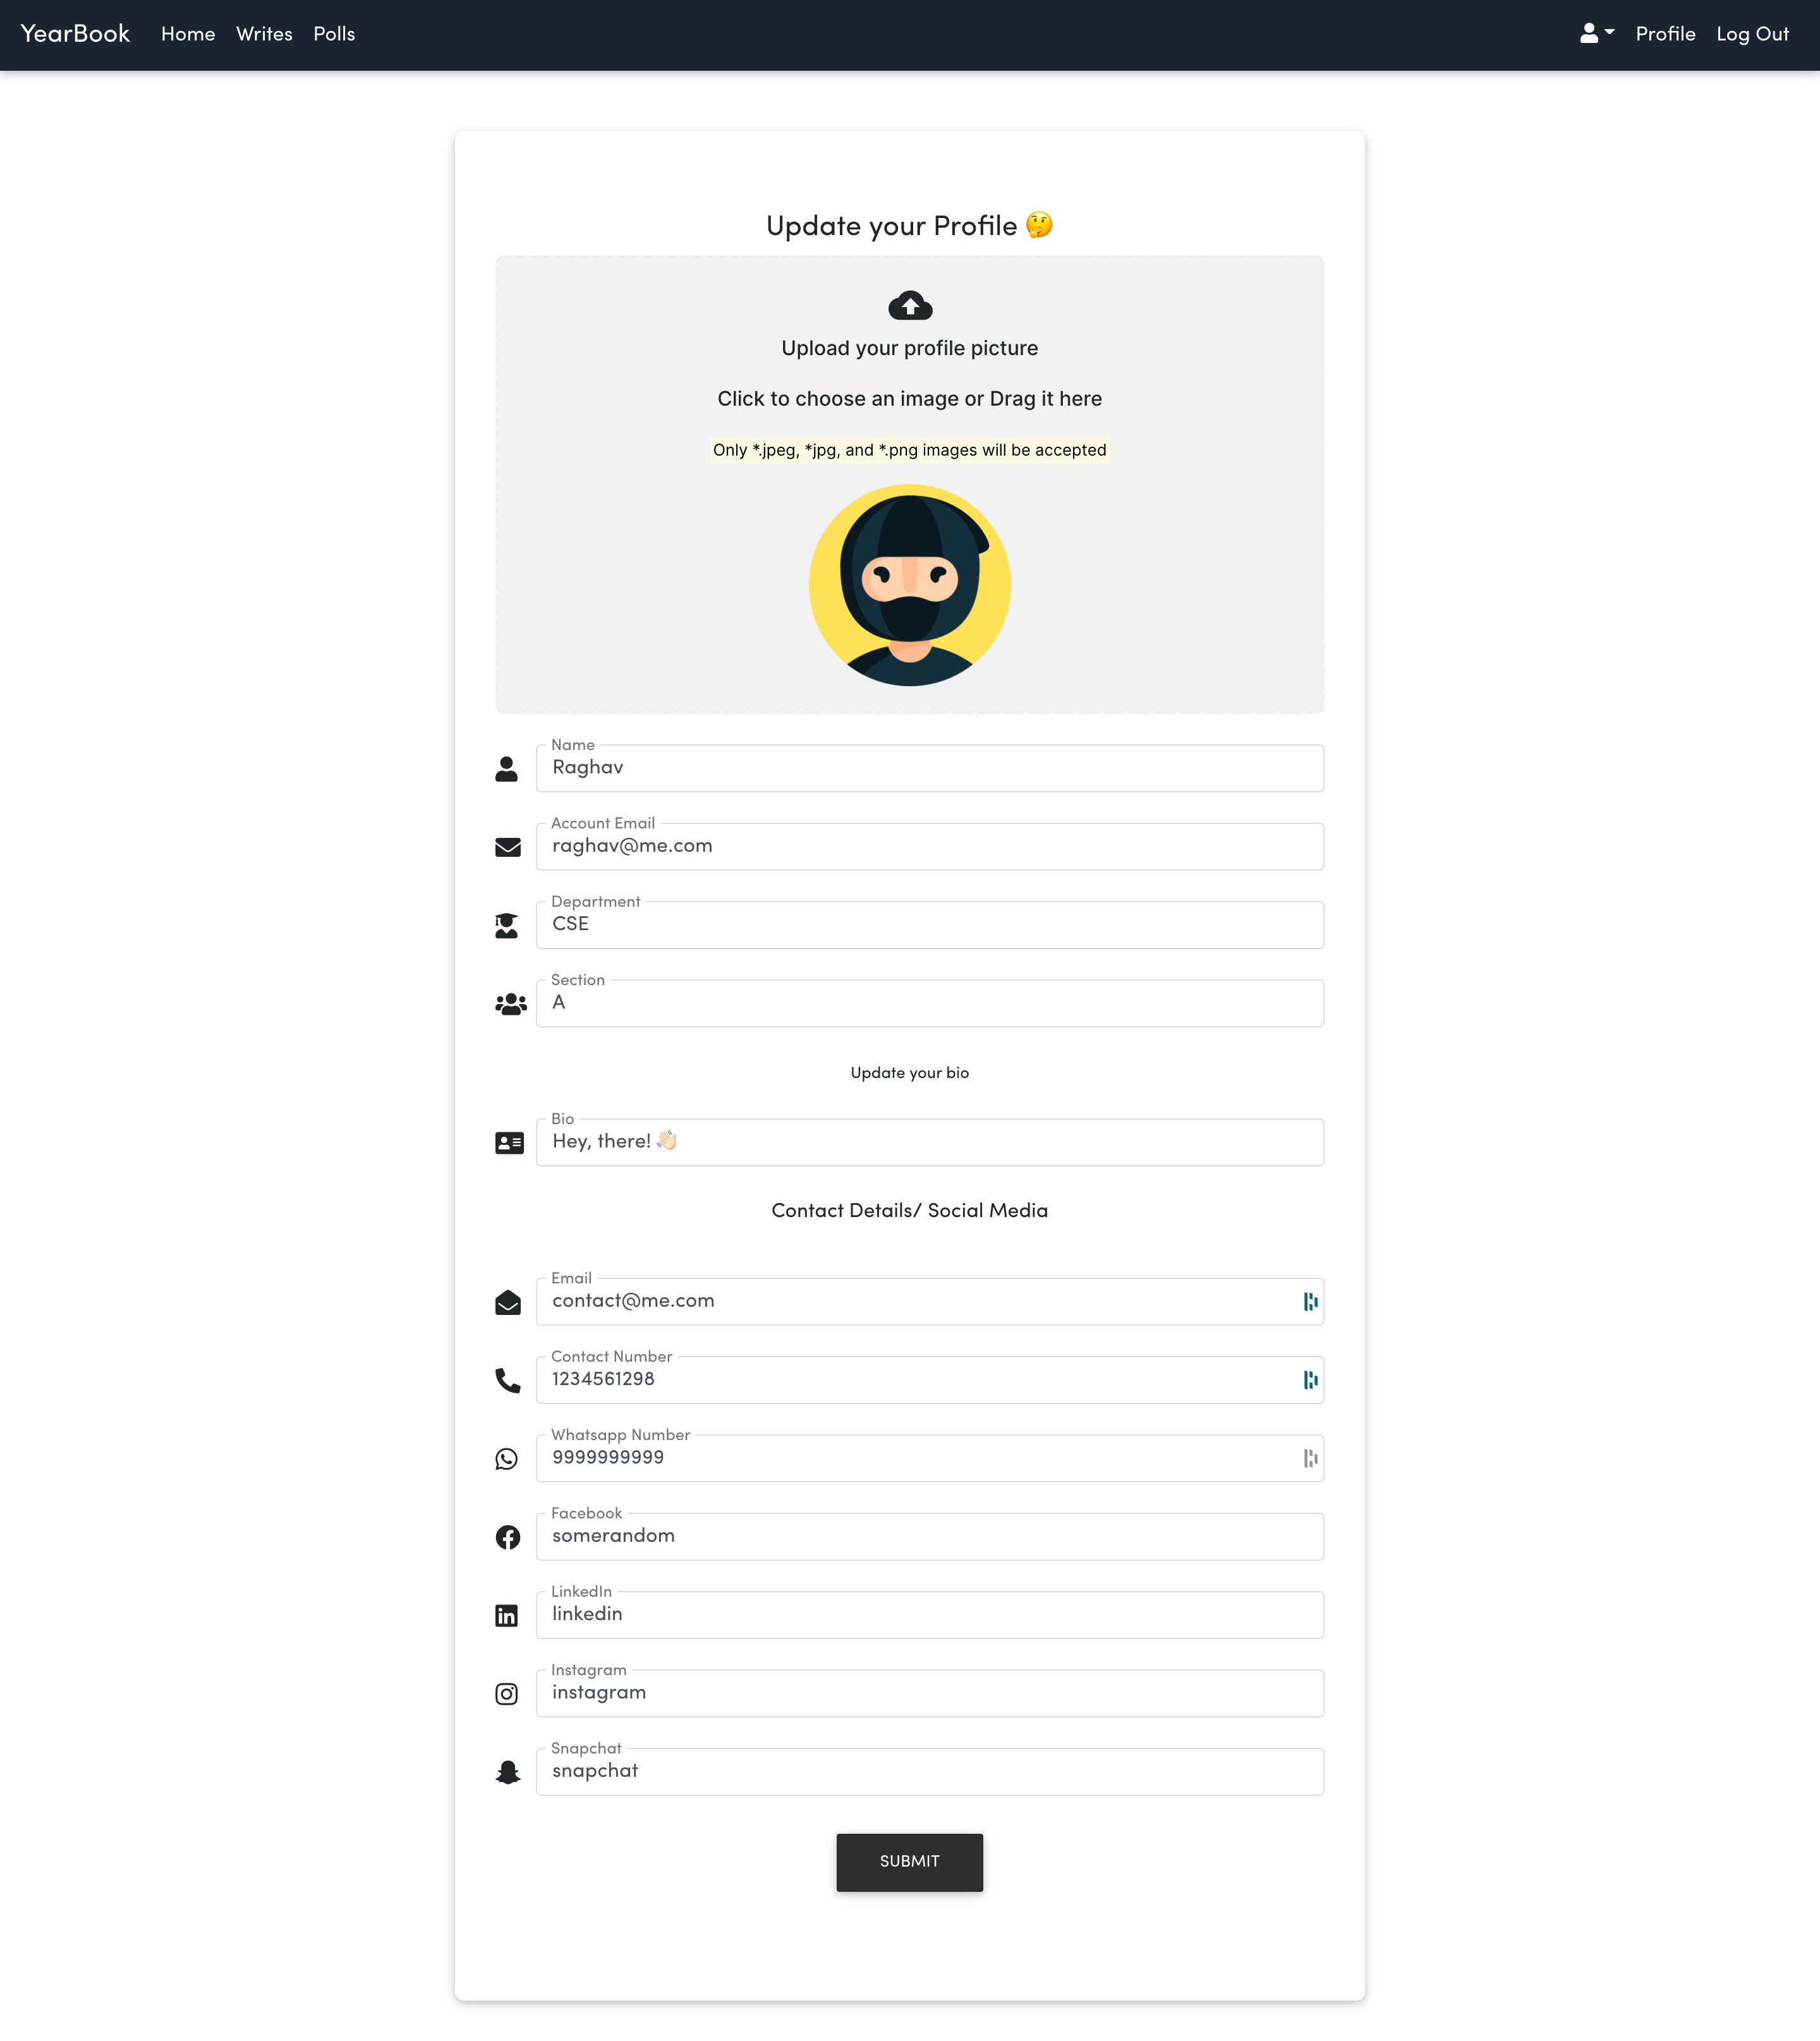 YearBook Home Writes Polls Profile Log Out
Update your Profile 🤔
Upload your profile picture
Click to choose an image or Drag it here
Only *.jpeg, *jpg, and *.png images will be accepted
Name
Raghav
Account Email
raghav@me.com
Department
CSE
Section
A
Update your bio
Bio
Hey, there! 👋🏻
Contact Details/ Social Media
Email
contact@me.com
Contact Number
1234561298
Whatsapp Number
9999999999
Facebook
somerandom
LinkedIn
linkedin
Instagram
instagram
Snapchat
snapchat
SUBMIT